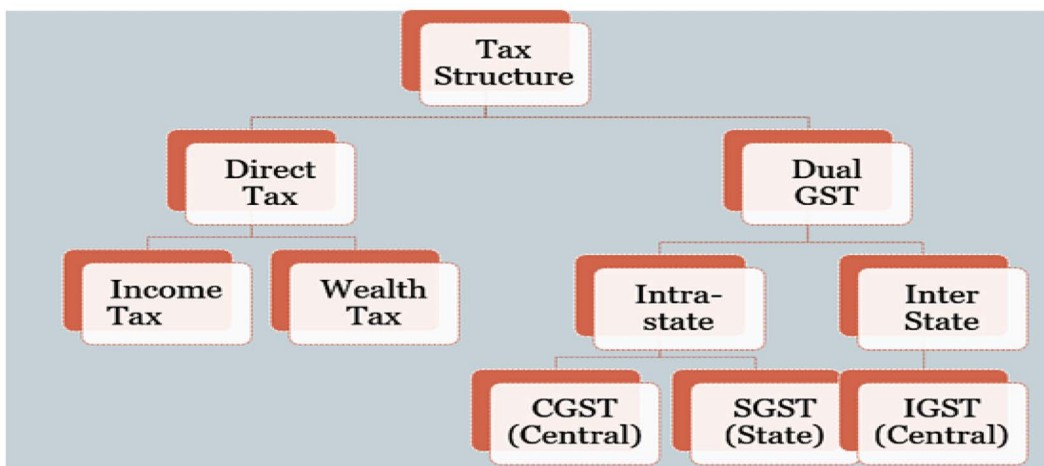 Tax
Structure
Direct
Tax
Dual
GST
Income
Tax
Wealth
Tax
Intra-
state
Inter
State
CGST
(Central)
SGST
(State)
IGST
(Central)